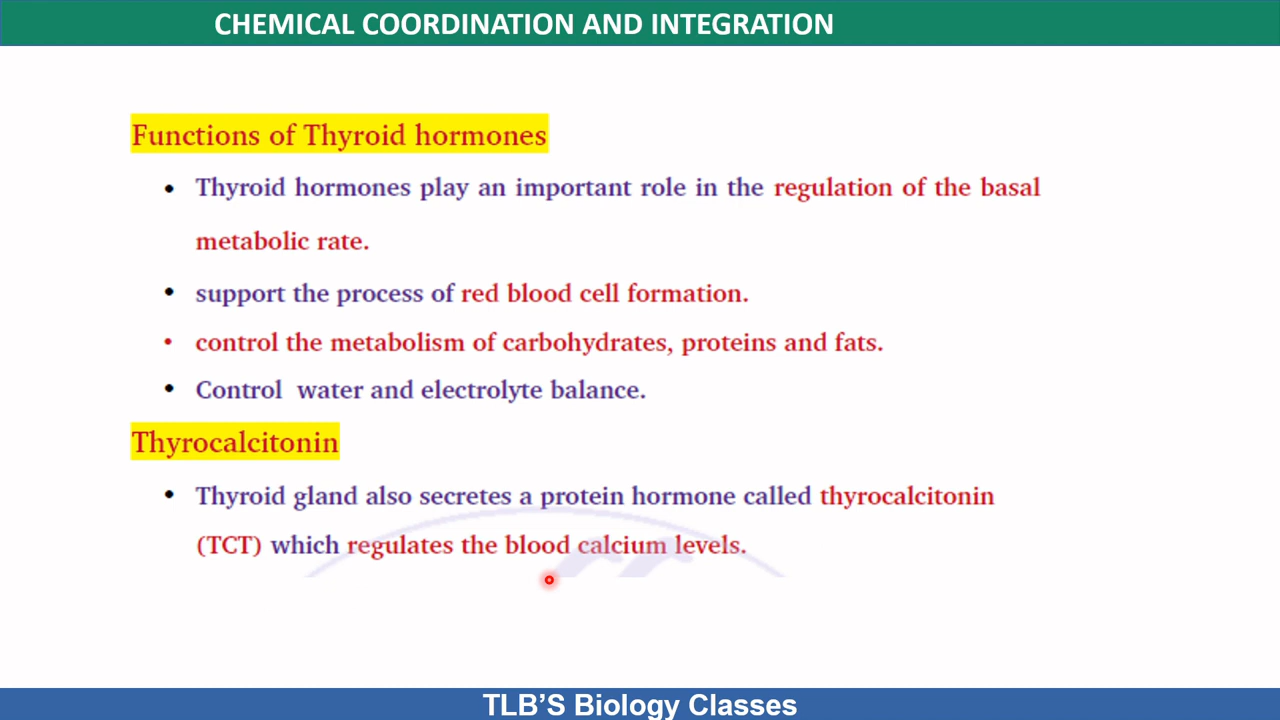 CHEMICAL COORDINATION AND INTEGRATION
Functions of Thyroid hormones
• Thyroid hormones play an important role in the regulation of the basal
metabolic rate.
• support the process of red blood cell formation.
• control the metabolism of carbohydrates, proteins and fats.
• Control water and electrolyte balance.
Thyrocalcitonin
• Thyroid gland also secretes a protein hormone called thyrocalcitonin
(TCT) which regulates the blood calcium levels.
TLB'S Biology Classes